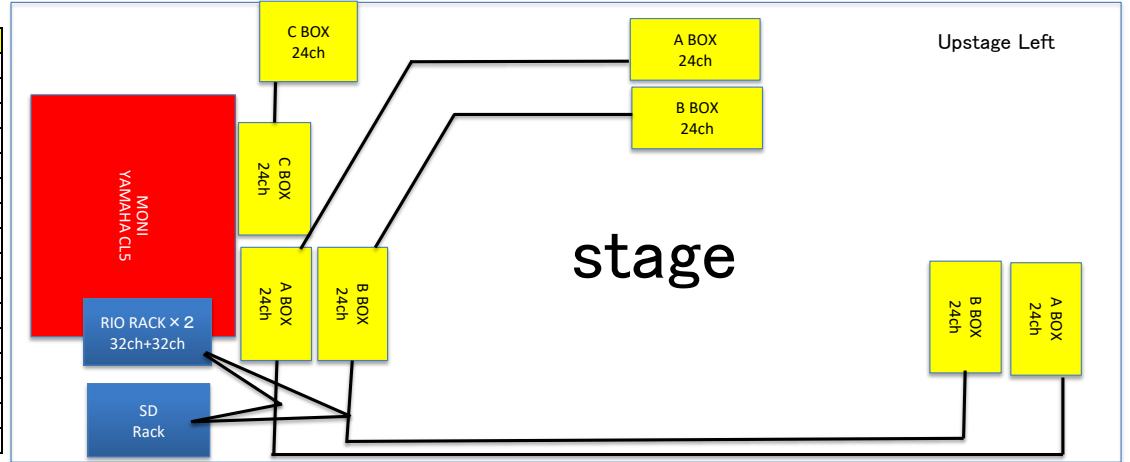 C BOX
24ch
A BOX
24ch
Upstage Left
B BOX
24ch
C BOX
24ch
MONI
YAMAHA CL5
stage
A BOX
24ch
B BOX
24ch
B BOX
24ch
A BOX
24ch
RIO RACK × 2
32ch+32ch
SD
Rack